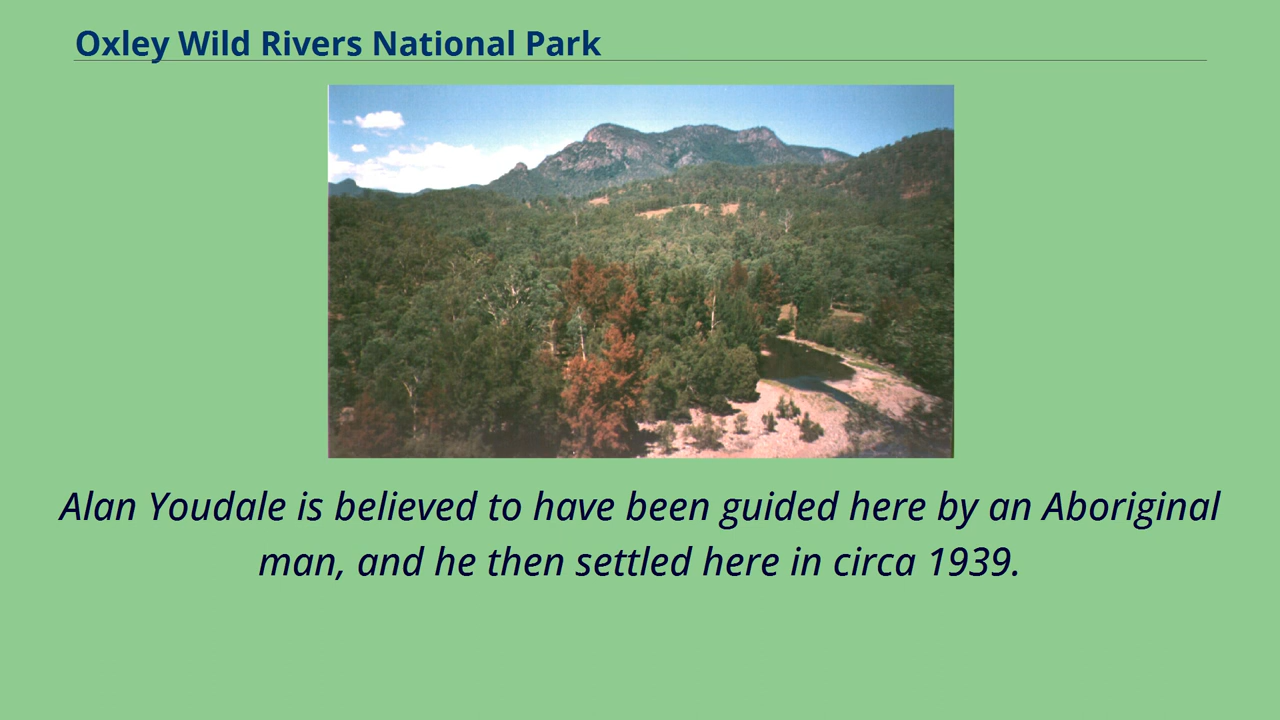 Oxley Wild Rivers National Park
Alan Youdale is believed to have been guided here by an Aboriginal
man, and he then settled here in circa 1939.